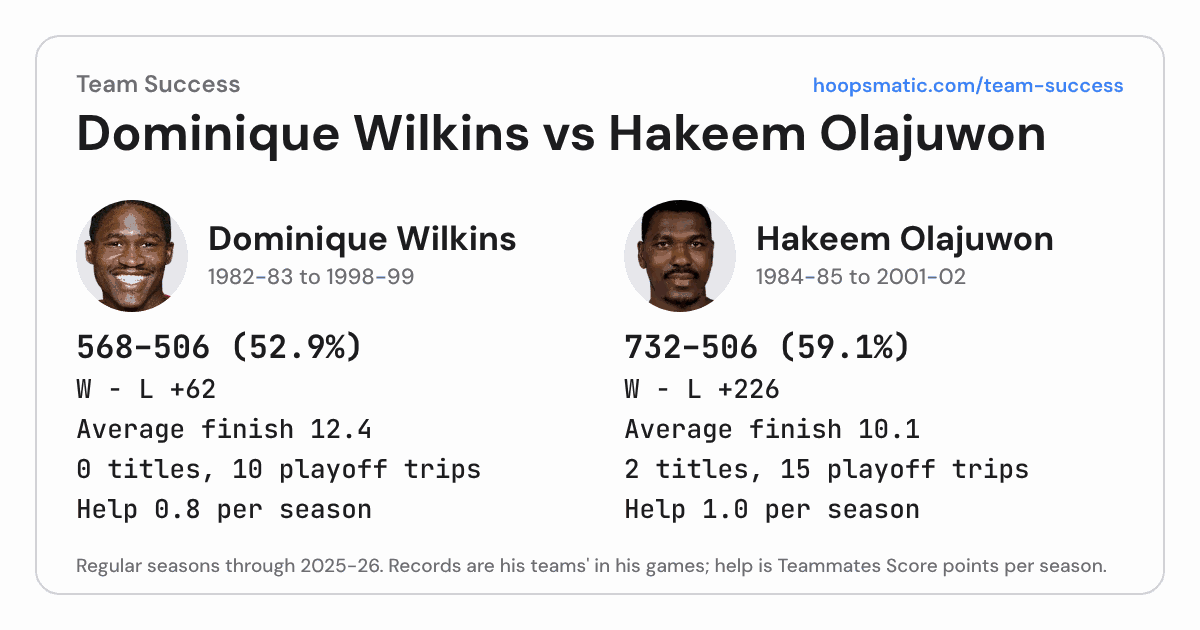 Team Success
hoopsmatic.com/team-success
Dominique Wilkins vs Hakeem Olajuwon
Dominique Wilkins
1982–83 to 1998–99
568–506 (52.9%)
W - L +62
Average finish 12.4
0 titles, 10 playoff trips
Help 0.8 per season
Hakeem Olajuwon
1984–85 to 2001–02
732–506 (59.1%)
W - L +226
Average finish 10.1
2 titles, 15 playoff trips
Help 1.0 per season
Regular seasons through 2025–26. Records are his teams' in his games; help is Teammates Score points per season.